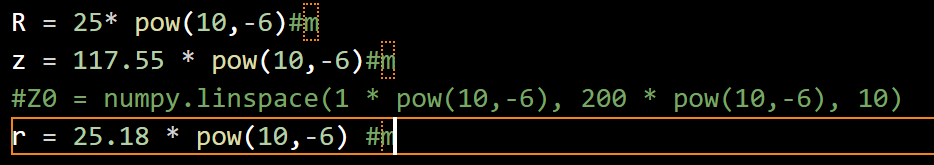 R = 25* pow(10,-6)#m
z = 117.55 * pow(10,-6)#m
#Z0 = numpy.linspace(1 * pow(10,-6), 200 * pow(10,-6), 10)
r = 25.18 * pow(10,-6) #m